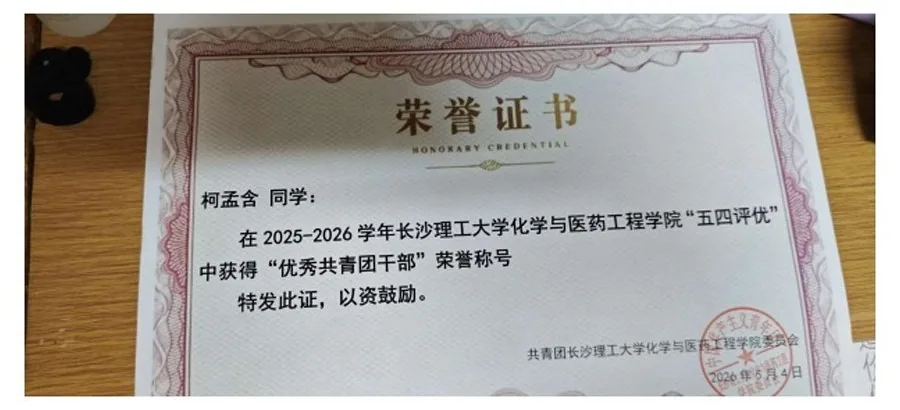 荣誉证书
HONORARY CREDENTIAL
柯孟含 同学：
在 2025-2026 学年长沙理工大学化学与医药工程学院“五四评优”
中获得“优秀共青团干部”荣誉称号
特发此证，以资鼓励。
共青团长沙理工大学化学与医药工程学院委员会
2026 年 5 月 4 日